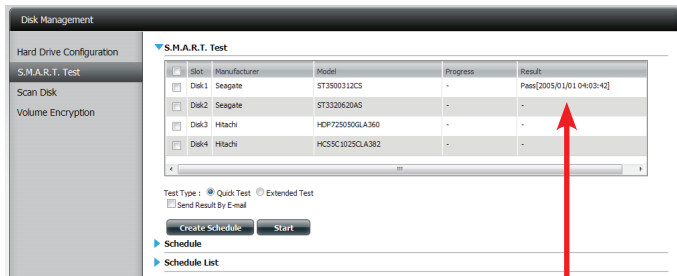 Disk Management
Hard Drive Configuration
S.M.A.R.T. Test
Scan Disk
Volume Encryption
S.M.A.R.T. Test
Slot Manufacturer Model Progress Result
Disk1 Seagate ST3500312CS - Pass[2005/01/01 04:03:42]
Disk2 Seagate ST3320620AS - -
Disk3 Hitachi HDP725050GLA360 - -
Disk4 Hitachi HCS5C1025CLA382 - -
Test Type : Quick Test Extended Test
Send Result By E-mail
Create Schedule Start
Schedule
Schedule List